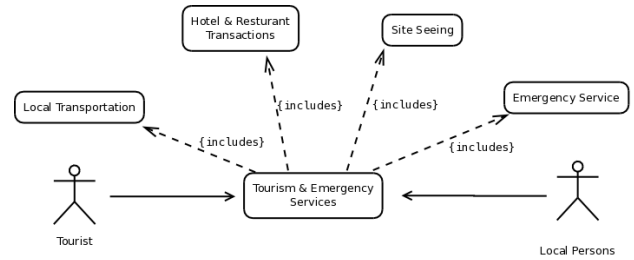 Hotel & Resturant
Transactions
Site Seeing
Local Transportation
Emergency Service
{includes}
{includes}
{includes}
{includes}
Tourism & Emergency
Services
Tourist
Local Persons